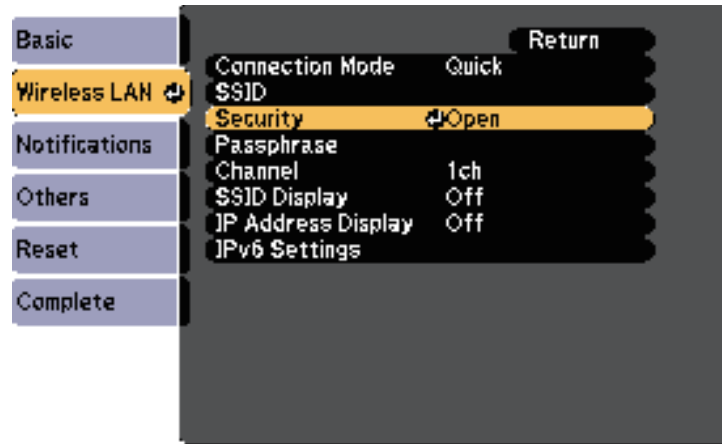 Basic
Wireless LAN
Notifications
Others
Reset
Complete
Return
Connection Mode Quick
SSID
Security Open
Passphrase
Channel 1ch
SSID Display Off
IP Address Display Off
IPv6 Settings